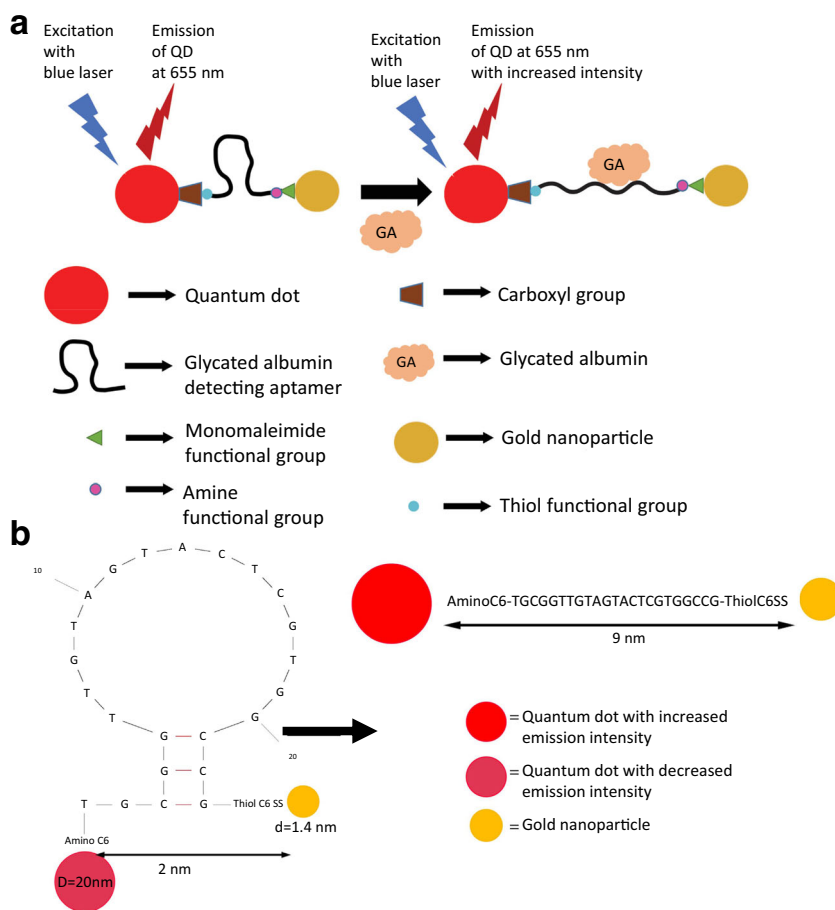 a
Excitation
with
blue laser
Emission
of QD
at 655 nm
Excitation
with
blue laser
Emission
of QD at 655 nm
with increased intensity
GA
GA
Quantum dot
Carboxyl group
Glycated albumin
detecting aptamer
GA
Glycated albumin
Monomaleimide
functional group
Gold nanoparticle
Amine
functional group
Thiol functional group
b
10
A
G
T
A
C
T
C
G
T
G
G
20
T
G
T
T
G
C
G
C
T
G
C
G
Thiol C6 SS
d=1.4 nm
Amino C6
2 nm
D=20nm
AminoC6-TGCGGTTGTAGTACTCGTGGCCG-ThiolC6SS
9 nm
= Quantum dot with increased
emission intensity
= Quantum dot with decreased
emission intensity
= Gold nanoparticle